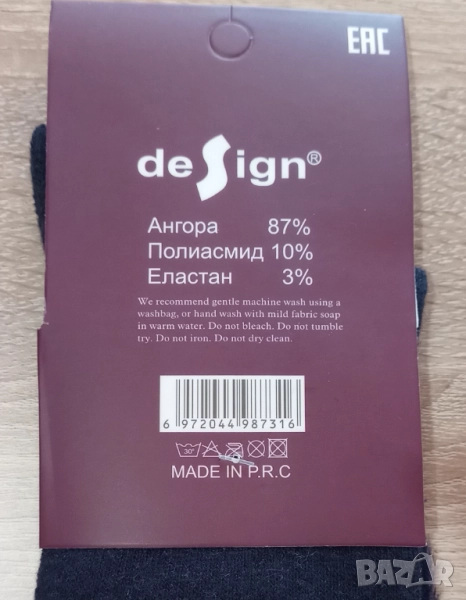 EAC
deSign®
Ангора 87%
Полиасмид 10%
Еластан 3%
We recommend gentle machine wash using a
washbag, or hand wash with mild fabric soap
in warm water. Do not bleach. Do not tumble
try. Do not iron. Do not dry clean.
6 972044 987316
30°
MADE IN P.R.C
BAZAR